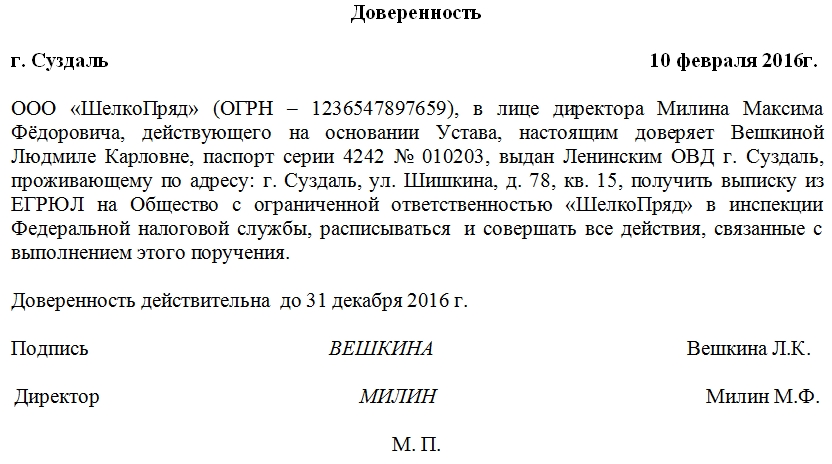 Доверенность
г. Суздаль 10 февраля 2016г.
ООО «ШелкоПряд» (ОГРН – 1236547897659), в лице директора Милина Максима
Фёдоровича, действующего на основании Устава, настоящим доверяет Вешкиной
Людмиле Карловне, паспорт серии 4242 № 010203, выдан Ленинским ОВД г. Суздаль,
проживающему по адресу: г. Суздаль, ул. Шишкина, д. 78, кв. 15, получить выписку из
ЕГРЮЛ на Общество с ограниченной ответственностью «ШелкоПряд» в инспекции
Федеральной налоговой службы, расписываться и совершать все действия, связанные с
выполнением этого поручения.
Доверенность действительна до 31 декабря 2016 г.
Подпись ВЕШКИНА Вешкина Л.К.
Директор МИЛИН Милин М.Ф.
М. П.